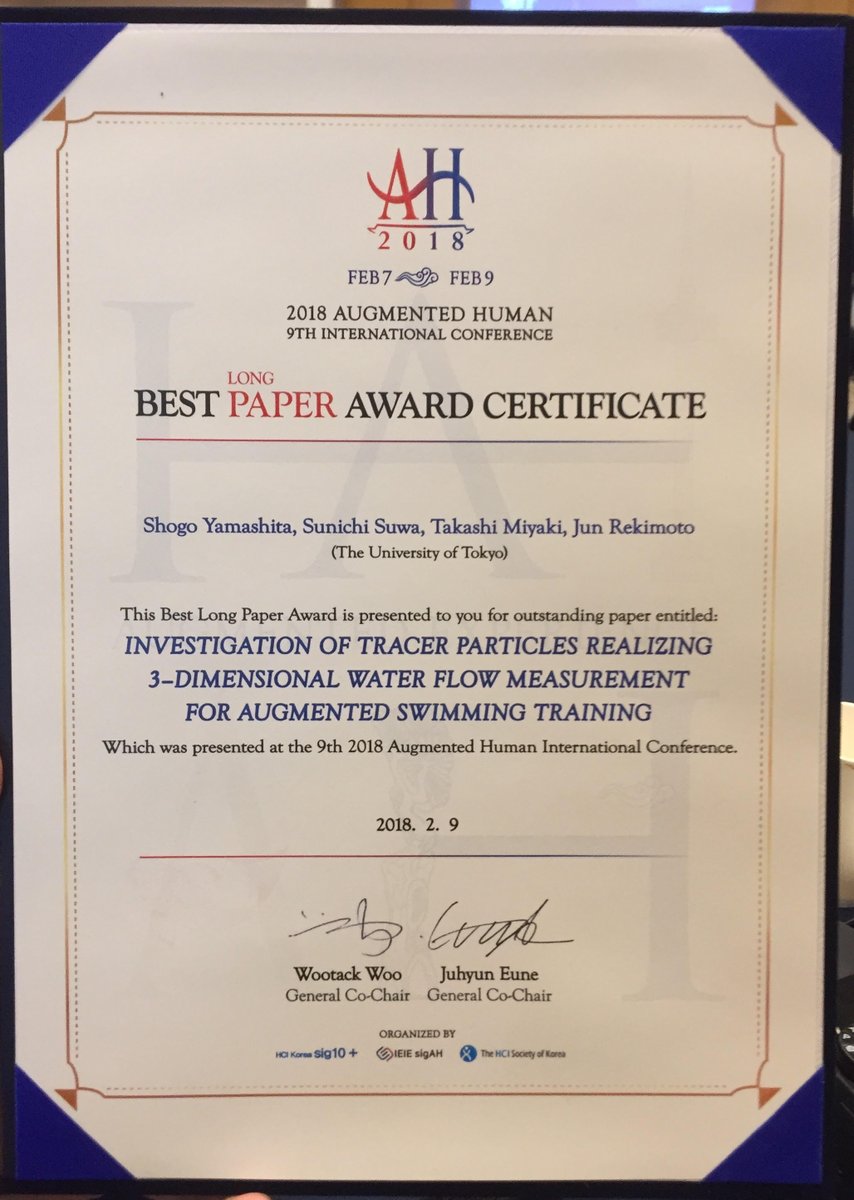 AH
2018
FEB 7 FEB 9
2018 AUGMENTED HUMAN
9TH INTERNATIONAL CONFERENCE
LONG
BEST PAPER AWARD CERTIFICATE
Shogo Yamashita, Sunichi Suwa, Takashi Miyaki, Jun Rekimoto
(The University of Tokyo)
This Best Long Paper Award is presented to you for outstanding paper entitled:
INVESTIGATION OF TRACER PARTICLES REALIZING
3-DIMENSIONAL WATER FLOW MEASUREMENT
FOR AUGMENTED SWIMMING TRAINING
Which was presented at the 9th 2018 Augmented Human International Conference.
2018. 2. 9
Wootack Woo Juhyun Eune
General Co-Chair General Co-Chair
ORGANIZED BY
HCI Korea sig10+ IEIE sigAH The HCI Society of Korea